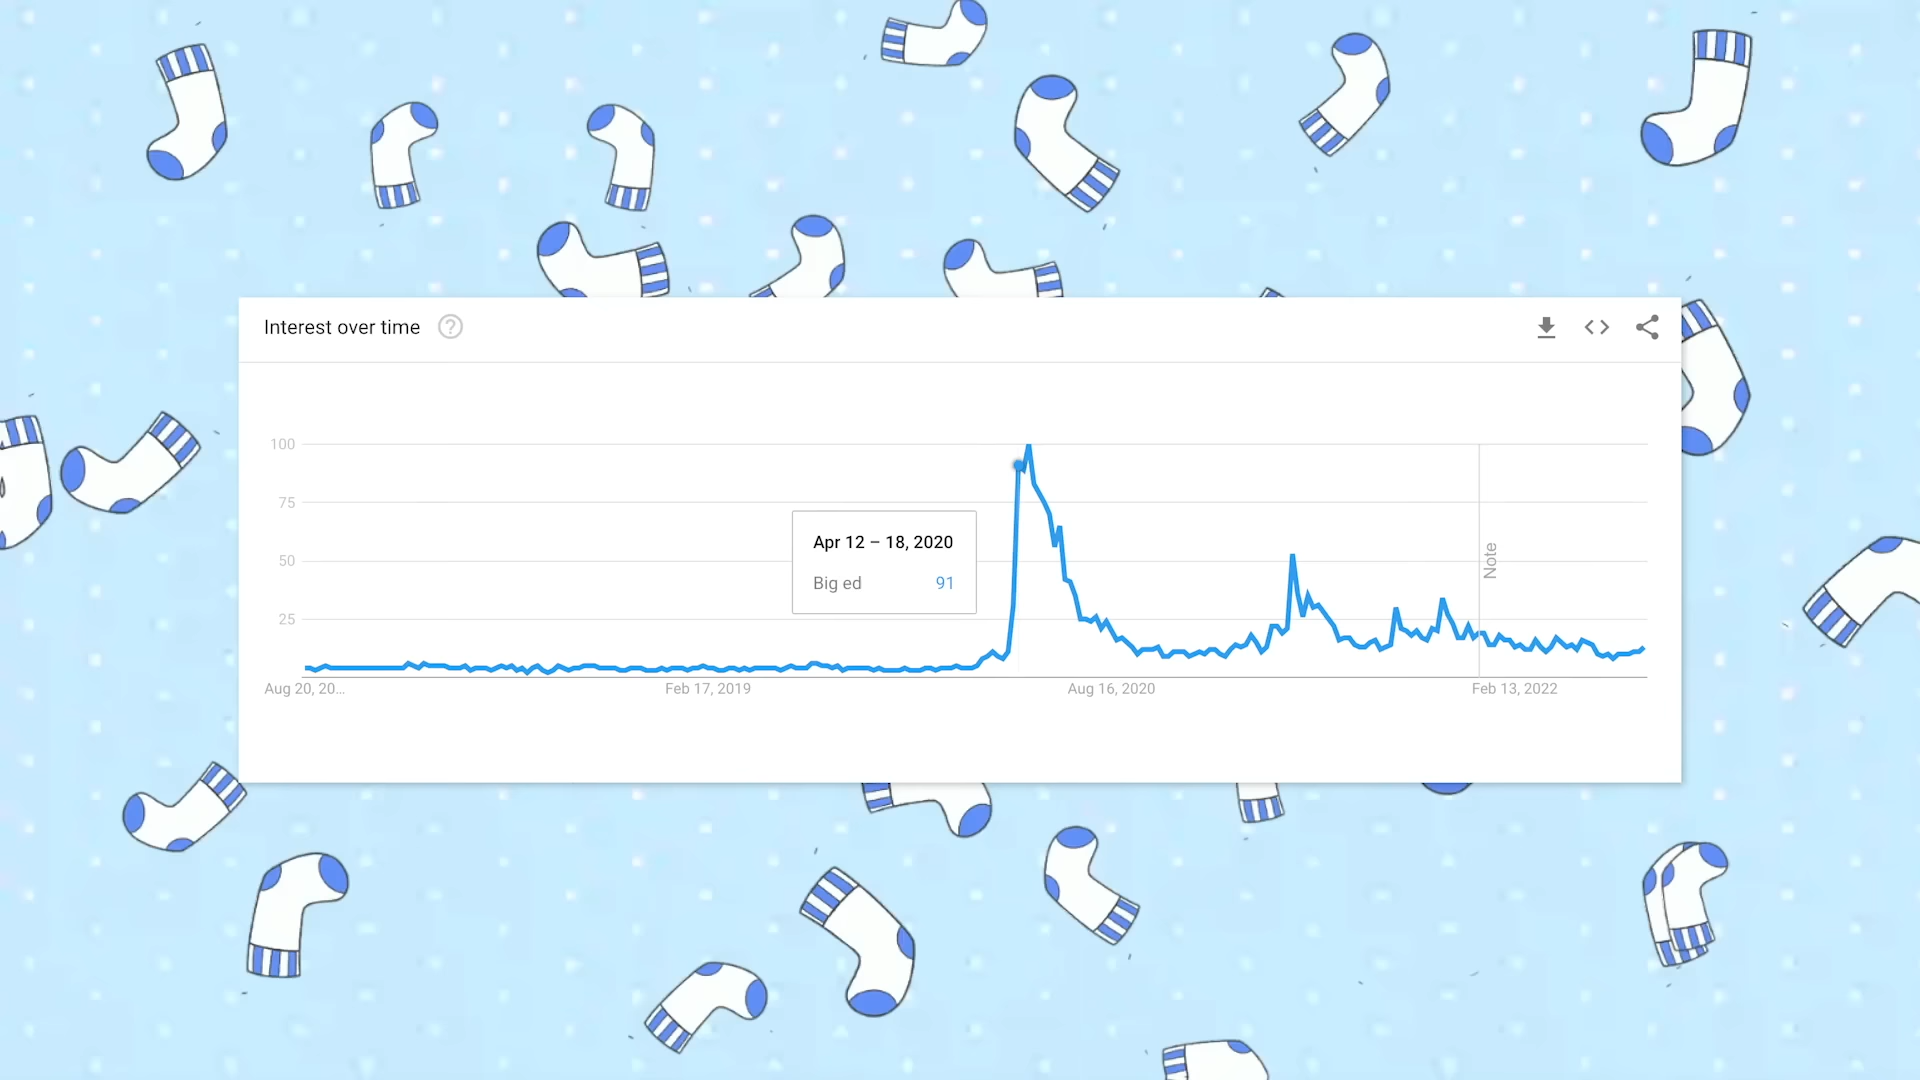 Interest over time
100
75
50
25
Apr 12 – 18, 2020
Big ed 91
Note
Aug 20, 20... Feb 17, 2019 Aug 16, 2020 Feb 13, 2022